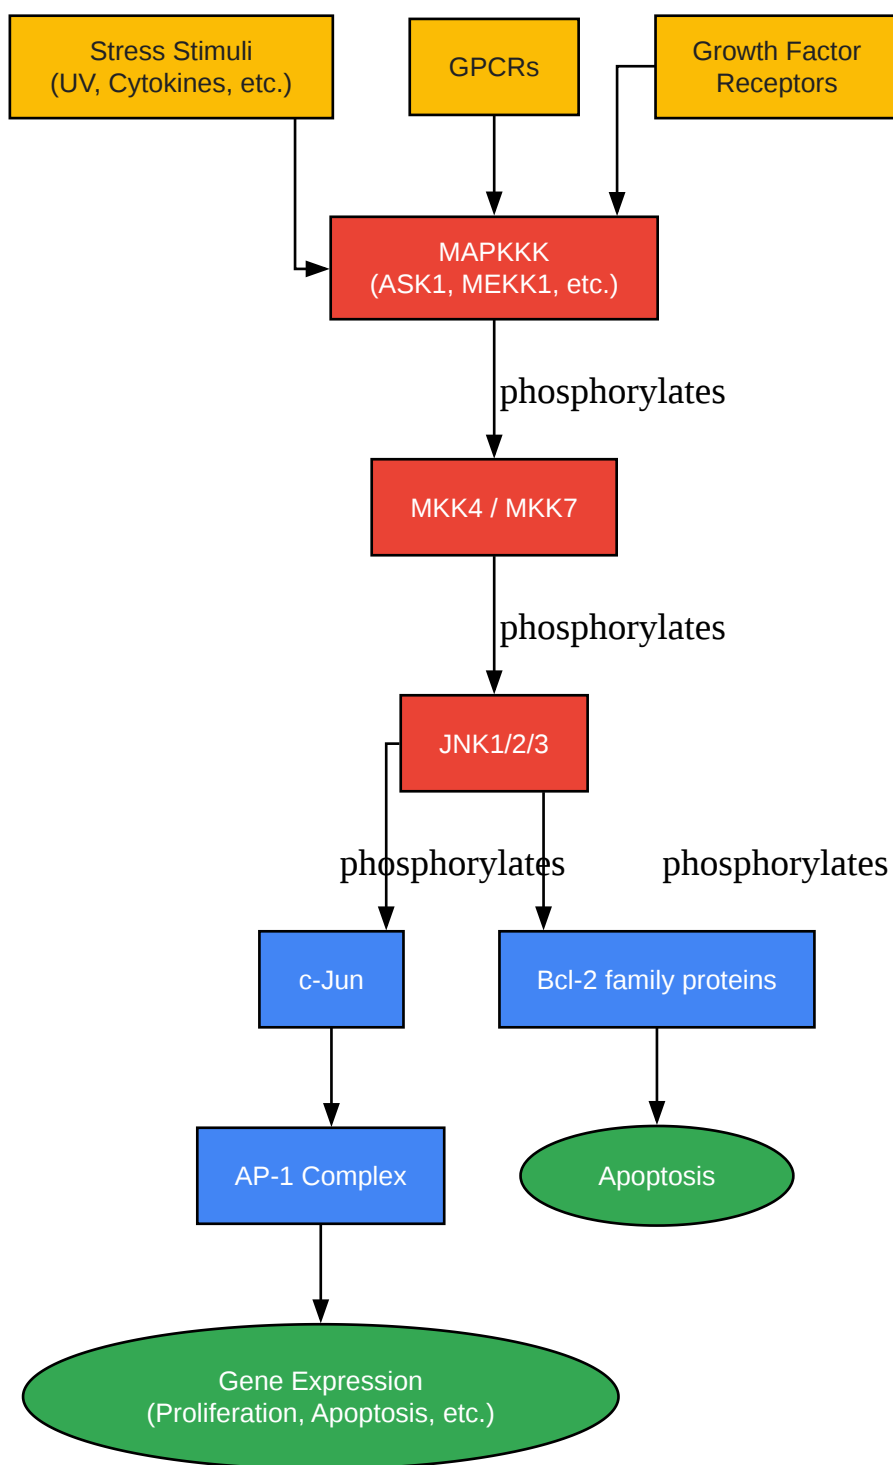 Stress Stimuli
(UV, Cytokines, etc.)
GPCRs
Growth Factor
Receptors
MAPKKK
(ASK1, MEKK1, etc.)
phosphorylates
MKK4 / MKK7
phosphorylates
JNK1/2/3
phosphorylates
phosphorylates
c-Jun
Bcl-2 family proteins
AP-1 Complex
Apoptosis
Gene Expression
(Proliferation, Apoptosis, etc.)